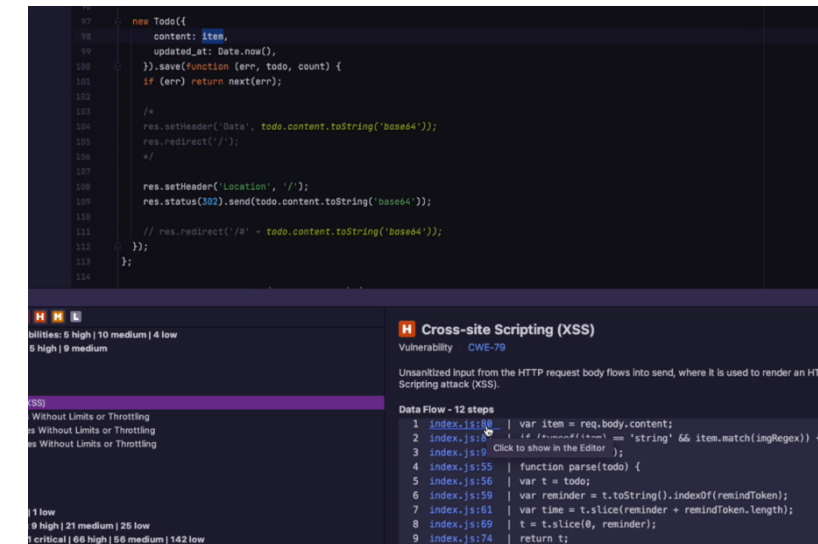 97 new Todo({
98 content: item,
99 updated_at: Date.now(),
100 }).save(function (err, todo, count) {
101 if (err) return next(err);
102
103 /*
104 res.setHeader('Data', todo.content.toString('base64'));
105 res.redirect('/');
106 */
107
108 res.setHeader('Location', '/');
109 res.status(302).send(todo.content.toString('base64'));
110
111 // res.redirect('/#' + todo.content.toString('base64'));
112 });
113 };
114
H M L
bilities: 5 high | 10 medium | 4 low
5 high | 9 medium
XSS)
Without Limits or Throttling
es Without Limits or Throttling
es Without Limits or Throttling
| 1 low
9 high | 21 medium | 25 low
1 critical | 66 high | 56 medium | 142 low
H Cross-site Scripting (XSS)
Vulnerability CWE-79
Unsanitized input from the HTTP request body flows into send, where it is used to render an HT
Scripting attack (XSS).
Data Flow - 12 steps
1 index.js:80 | var item = req.body.content;
2 index.js:8 | if (typeof(item) == 'string' && item.match(imgRegex)) {
Click to show in the Editor
3 index.js:9 );
4 index.js:55 | function parse(todo) {
5 index.js:56 | var t = todo;
6 index.js:59 | var reminder = t.toString().indexOf(remindToken);
7 index.js:61 | var time = t.slice(reminder + remindToken.length);
8 index.js:69 | t = t.slice(0, reminder);
9 index.js:74 | return t;